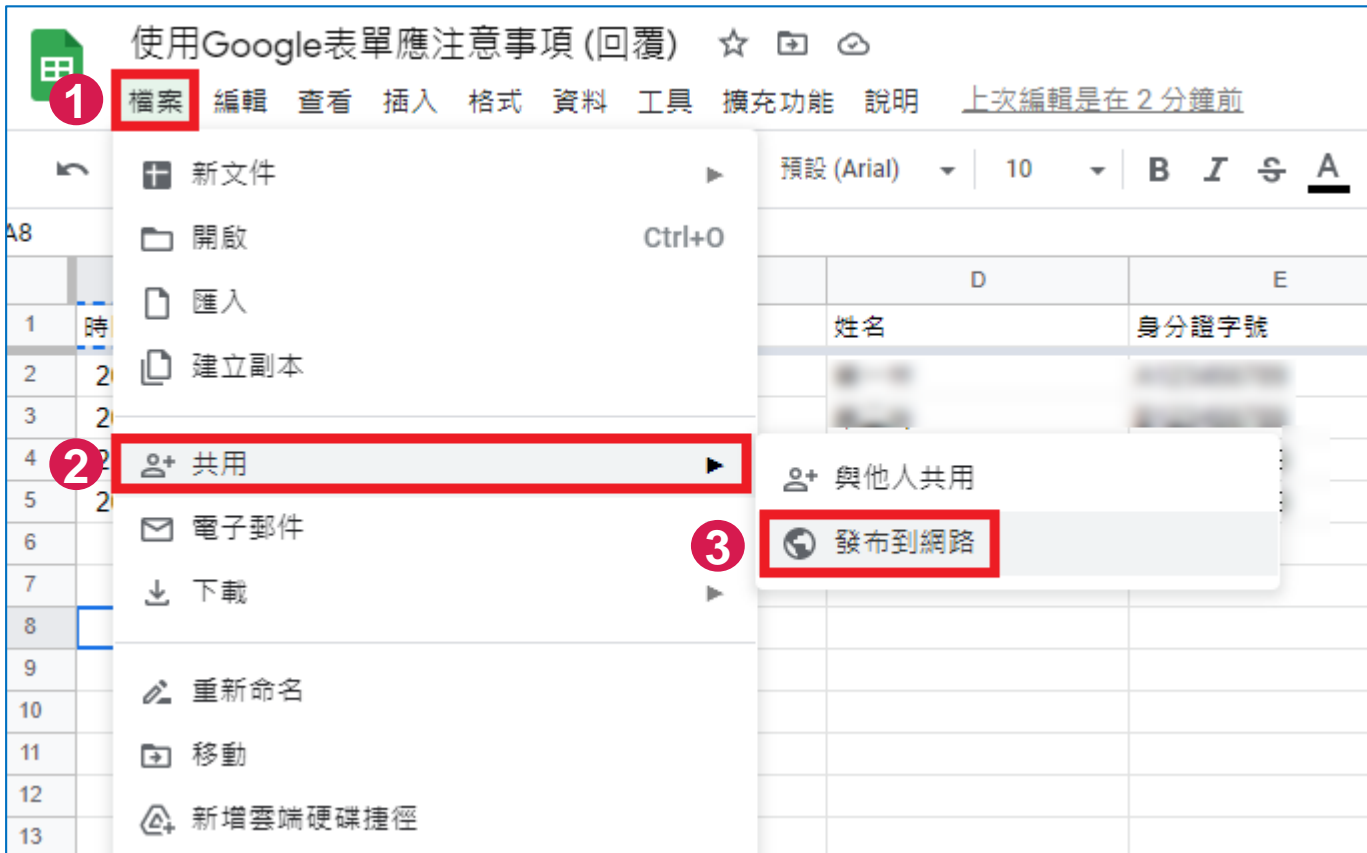 使用Google表單應注意事項 (回覆)
1 檔案 編輯 查看 插入 格式 資料 工具 擴充功能 說明 上次編輯是在 2 分鐘前
新文件 預設 (Arial) 10 B I S A
A8
開啟 Ctrl+O
D E
匯入
1 時 姓名 身分證字號
建立副本
2 20
3 20
4 2 共用
與他人共用
5 20
電子郵件
3 發布到網路
6
7
下載
8
9
重新命名
10
11
移動
12
新增雲端硬碟捷徑
13